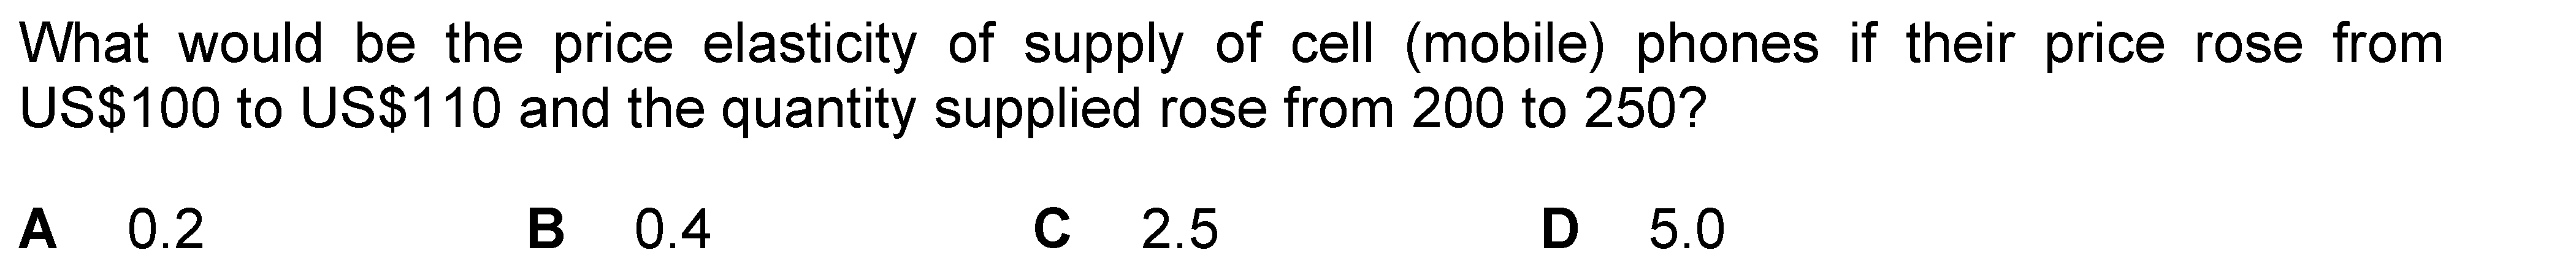 What would be the price elasticity of supply of cell (mobile) phones if their price rose from
US$100 to US$110 and the quantity supplied rose from 200 to 250?
A 0.2 B 0.4 C 2.5 D 5.0